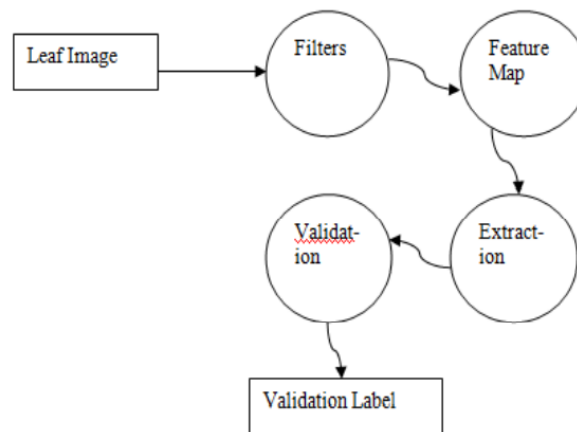 Leaf Image
Filters
Feature
Map
Extract-
ion
Validat-
ion
Validation Label